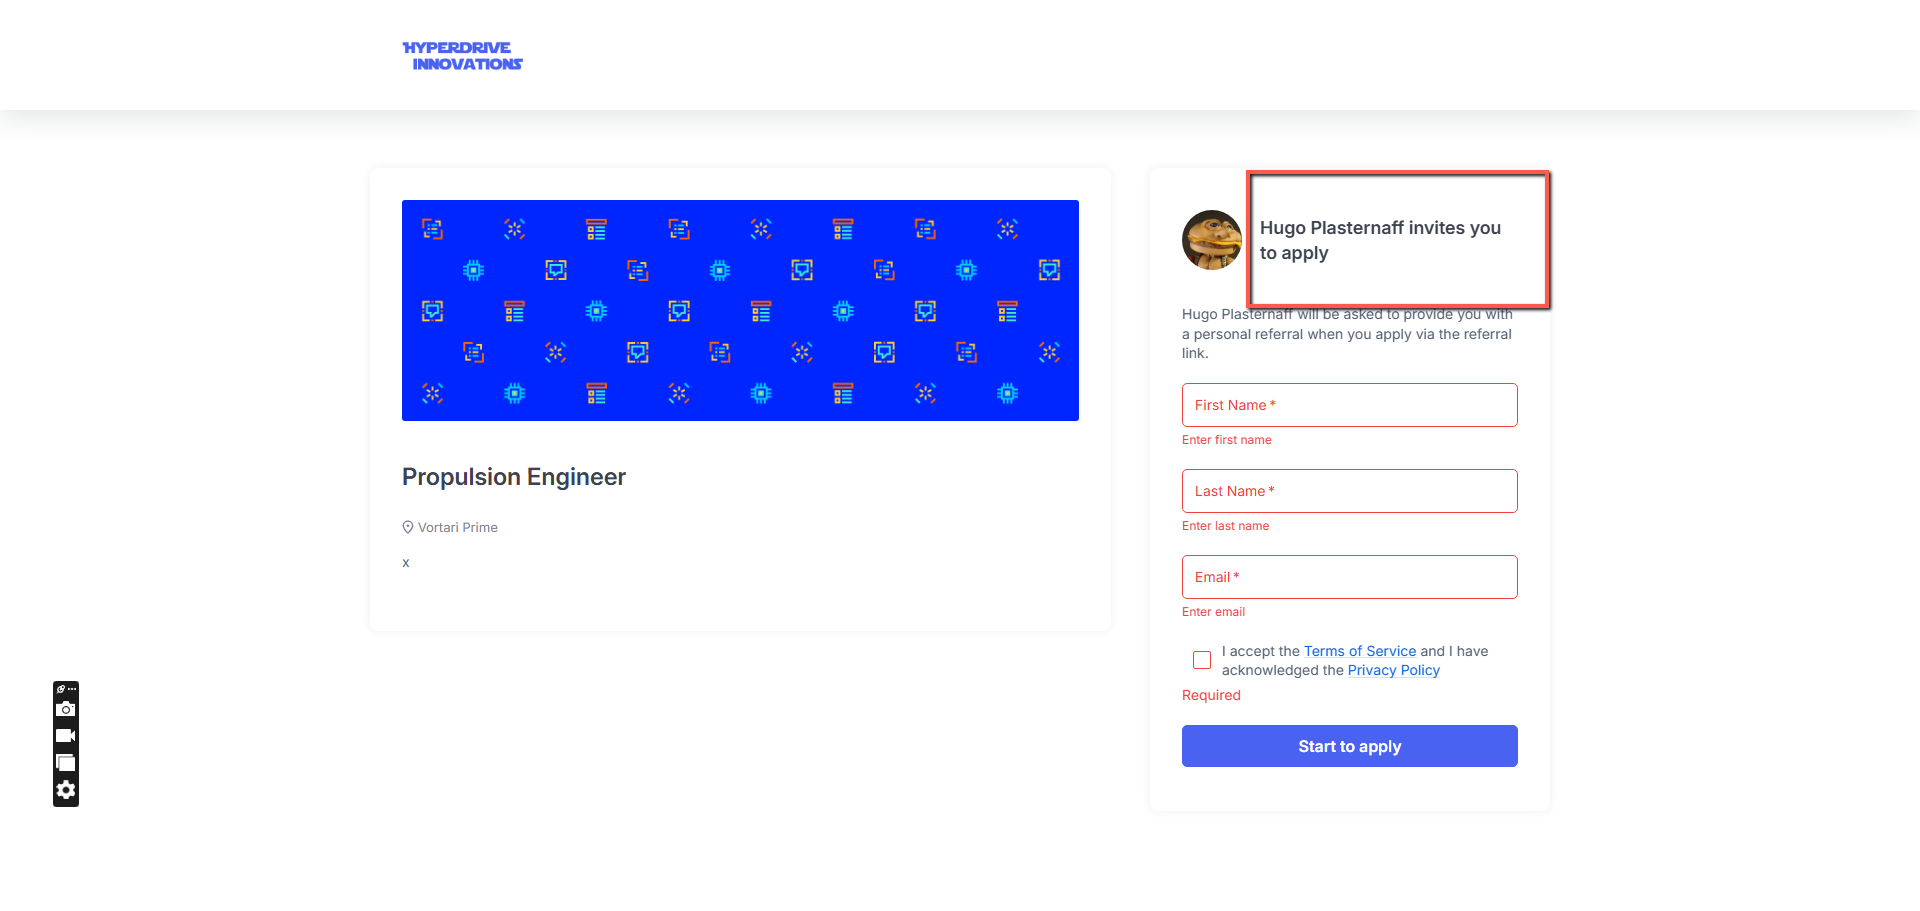 HYPERDRIVE
INNOVATIONS
Hugo Plasternaff invites you
to apply
Hugo Plasternaff will be asked to provide you with
a personal referral when you apply via the referral
link.
First Name *
Enter first name
Last Name *
Enter last name
Email *
Enter email
I accept the Terms of Service and I have
acknowledged the Privacy Policy
Required
Start to apply
Propulsion Engineer
Vortari Prime
x